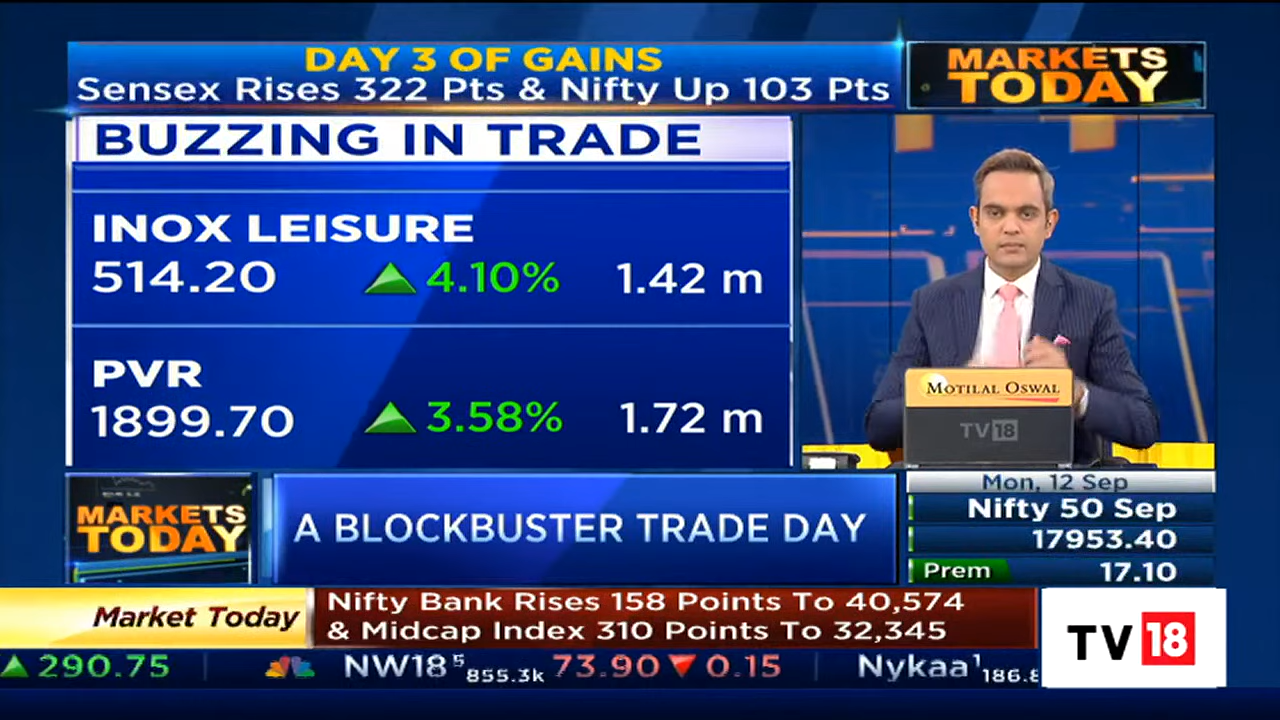 DAY 3 OF GAINS
Sensex Rises 322 Pts & Nifty Up 103 Pts
MARKETS
TODAY
BUZZING IN TRADE
INOX LEISURE
514.20 4.10% 1.42 m
PVR
1899.70 3.58% 1.72 m
MOTILAL OSWAL
TV18
MARKETS
TODAY
A BLOCKBUSTER TRADE DAY
Mon, 12 Sep
Nifty 50 Sep
17953.40
Prem 17.10
Market Today
Nifty Bank Rises 158 Points To 40,574
& Midcap Index 310 Points To 32,345
290.75 NW18 5 855.3k 73.90 0.15 Nykaa 1
TV18